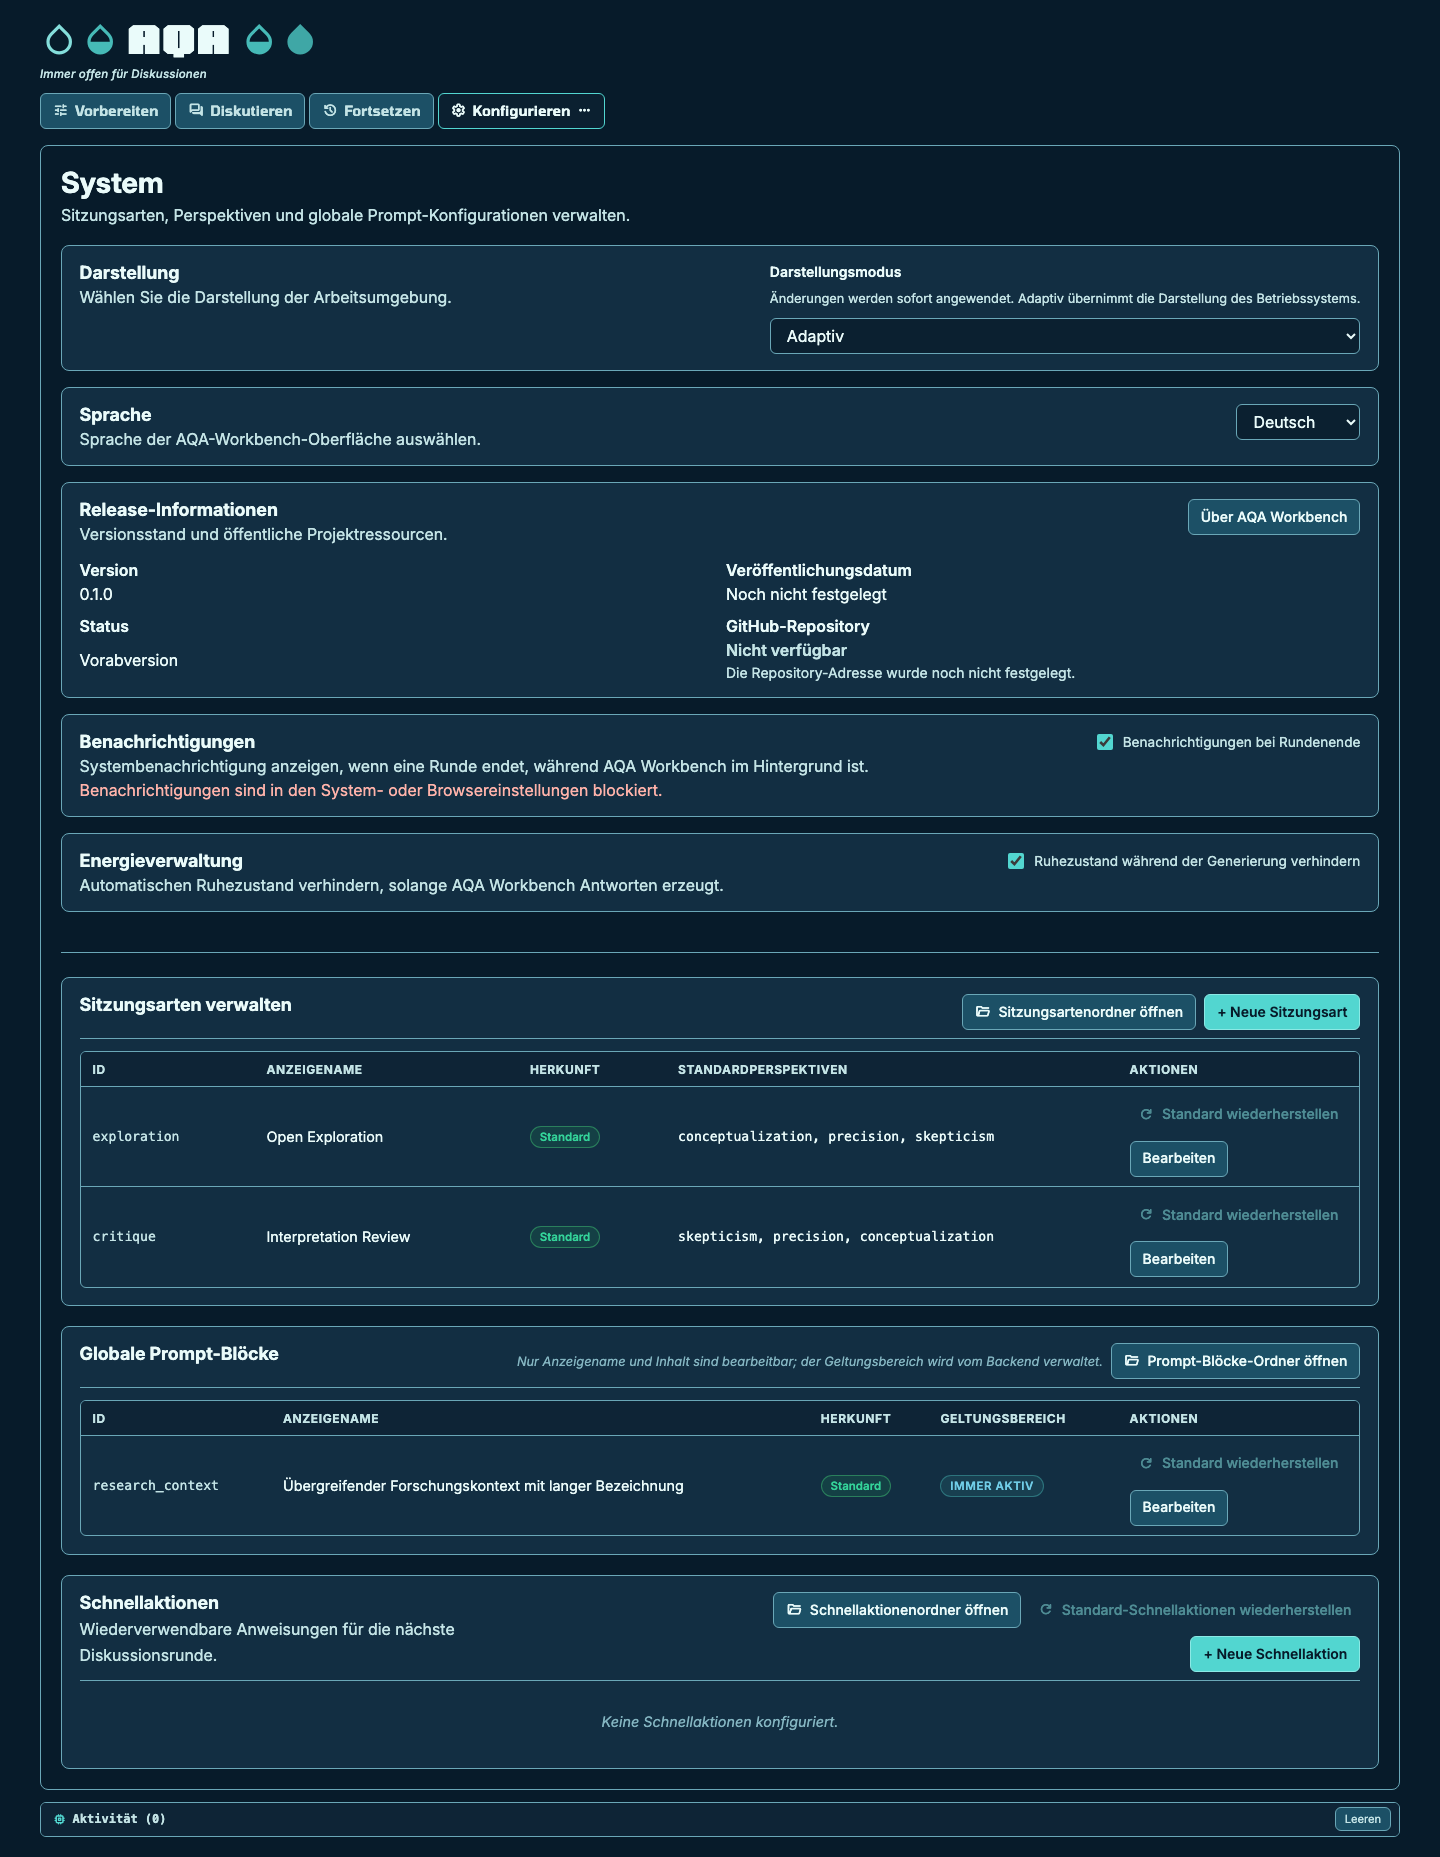 AQA
Immer offen für Diskussionen
Vorbereiten
Diskutieren
Fortsetzen
Konfigurieren ···
System
Sitzungsarten, Perspektiven und globale Prompt-Konfigurationen verwalten.
Darstellung
Wählen Sie die Darstellung der Arbeitsumgebung.
Darstellungsmodus
Änderungen werden sofort angewendet. Adaptiv übernimmt die Darstellung des Betriebssystems.
Adaptiv
Sprache
Sprache der AQA-Workbench-Oberfläche auswählen.
Deutsch
Release-Informationen
Versionsstand und öffentliche Projektressourcen.
Über AQA Workbench
Version
0.1.0
Veröffentlichungsdatum
Noch nicht festgelegt
Status
Vorabversion
GitHub-Repository
Nicht verfügbar
Die Repository-Adresse wurde noch nicht festgelegt.
Benachrichtigungen
Systembenachrichtigung anzeigen, wenn eine Runde endet, während AQA Workbench im Hintergrund ist.
Benachrichtigungen sind in den System- oder Browsereinstellungen blockiert.
Benachrichtigungen bei Rundenende
Energieverwaltung
Automatischen Ruhezustand verhindern, solange AQA Workbench Antworten erzeugt.
Ruhezustand während der Generierung verhindern
Sitzungsarten verwalten
Sitzungsartenordner öffnen
+ Neue Sitzungsart
ID ANZEIGENAME HERKUNFT STANDARDPERSPEKTIVEN AKTIONEN
exploration Open Exploration Standard conceptualization, precision, skepticism
Standard wiederherstellen
Bearbeiten
critique Interpretation Review Standard skepticism, precision, conceptualization
Standard wiederherstellen
Bearbeiten
Globale Prompt-Blöcke
Nur Anzeigename und Inhalt sind bearbeitbar; der Geltungsbereich wird vom Backend verwaltet.
Prompt-Blöcke-Ordner öffnen
ID ANZEIGENAME HERKUNFT GELTUNGSBEREICH AKTIONEN
research_context Übergreifender Forschungskontext mit langer Bezeichnung Standard IMMER AKTIV
Standard wiederherstellen
Bearbeiten
Schnellaktionen
Wiederverwendbare Anweisungen für die nächste
Diskussionsrunde.
Schnellaktionenordner öffnen
Standard-Schnellaktionen wiederherstellen
+ Neue Schnellaktion
Keine Schnellaktionen konfiguriert.
Aktivität (0)
Leeren